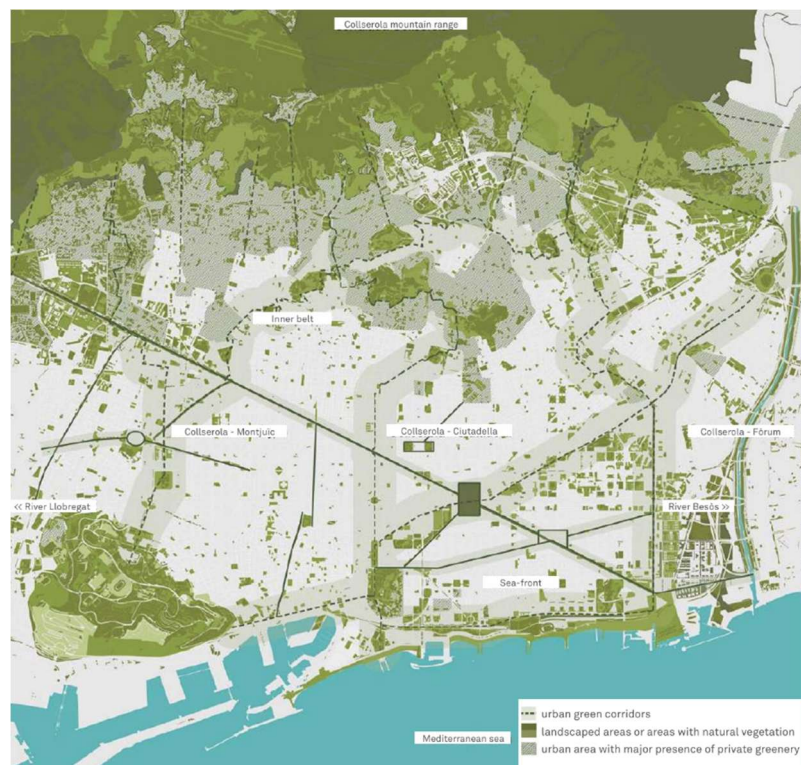 Collserola mountain range
Inner belt
Collserola - Montjuïc
Collserola - Ciutadella
Collserola - Fòrum
<< River Llobregat
River Besòs >>
Sea-front
Mediterranean sea
urban green corridors
landscaped areas or areas with natural vegetation
urban area with major presence of private greenery